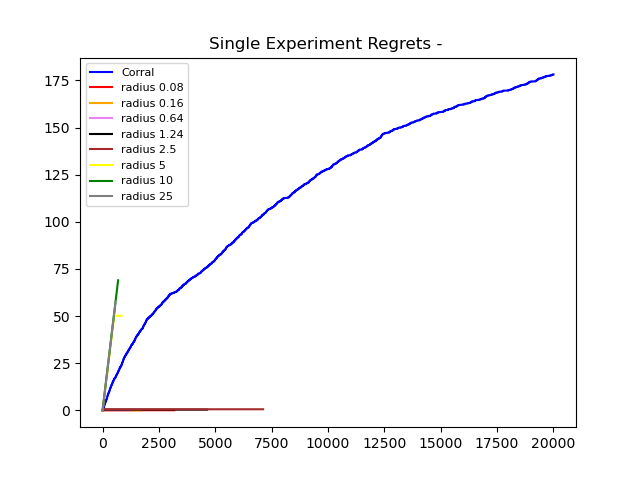 Single Experiment Regrets -
Corral
radius 0.08
radius 0.16
radius 0.64
radius 1.24
radius 2.5
radius 5
radius 10
radius 25
175
150
125
100
75
50
25
0
0 2500 5000 7500 10000 12500 15000 17500 20000